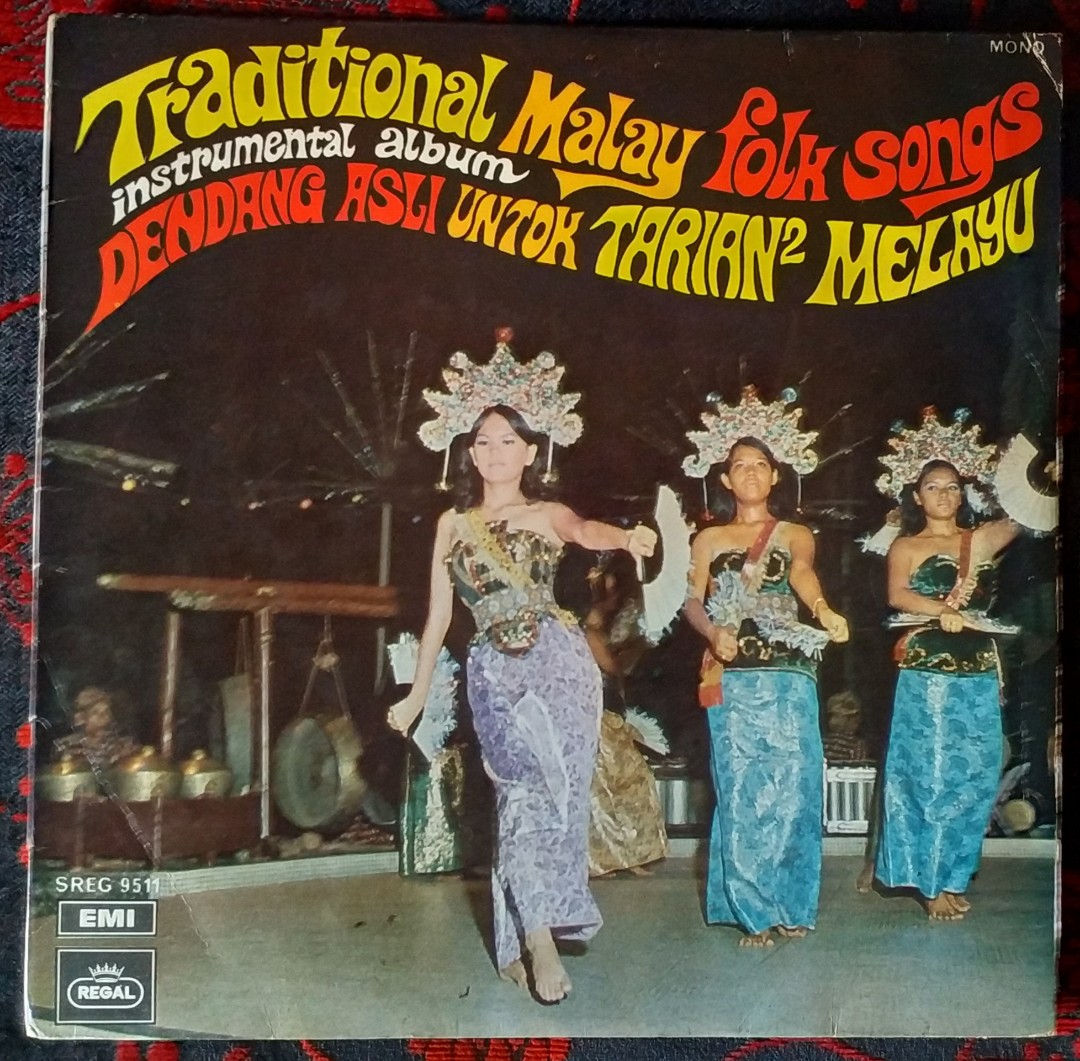 MONO
Traditional Malay folk songs
instrumental album
DENDANG ASLI UNTOK TARIAN² MELAYU
SREG 9511
EMI
REGAL